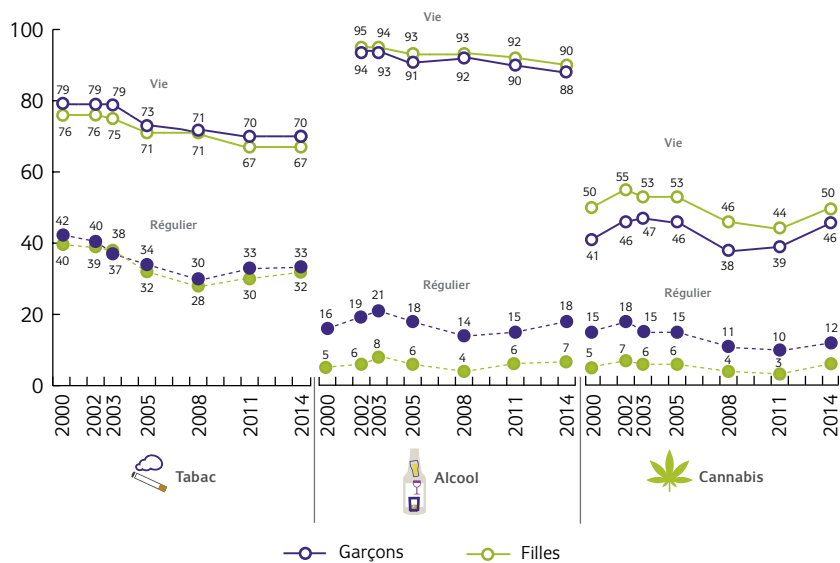 Vie
95 94 93 93 92 90
94 93 91 92 90 88
100
80
60
40
20
0
Vie
79 79 79 73 71 70 70
76 76 75 71 71 67 67
Régulier
42 40 38 34 30 33 33
40 39 37 32 28 30 32
Vie
50 55 53 53 46 44 50
41 46 47 46 38 39 46
Régulier
16 19 21 18 14 15 18
5 6 8 6 4 6 7
Régulier
15 18 15 15 11 10 12
5 7 6 6 4 3 6
2000 2002 2003 2005 2008 2011 2014
2000 2002 2003 2005 2008 2011 2014
2000 2002 2003 2005 2008 2011 2014
Tabac
Alcool
Cannabis
Garçons
Filles